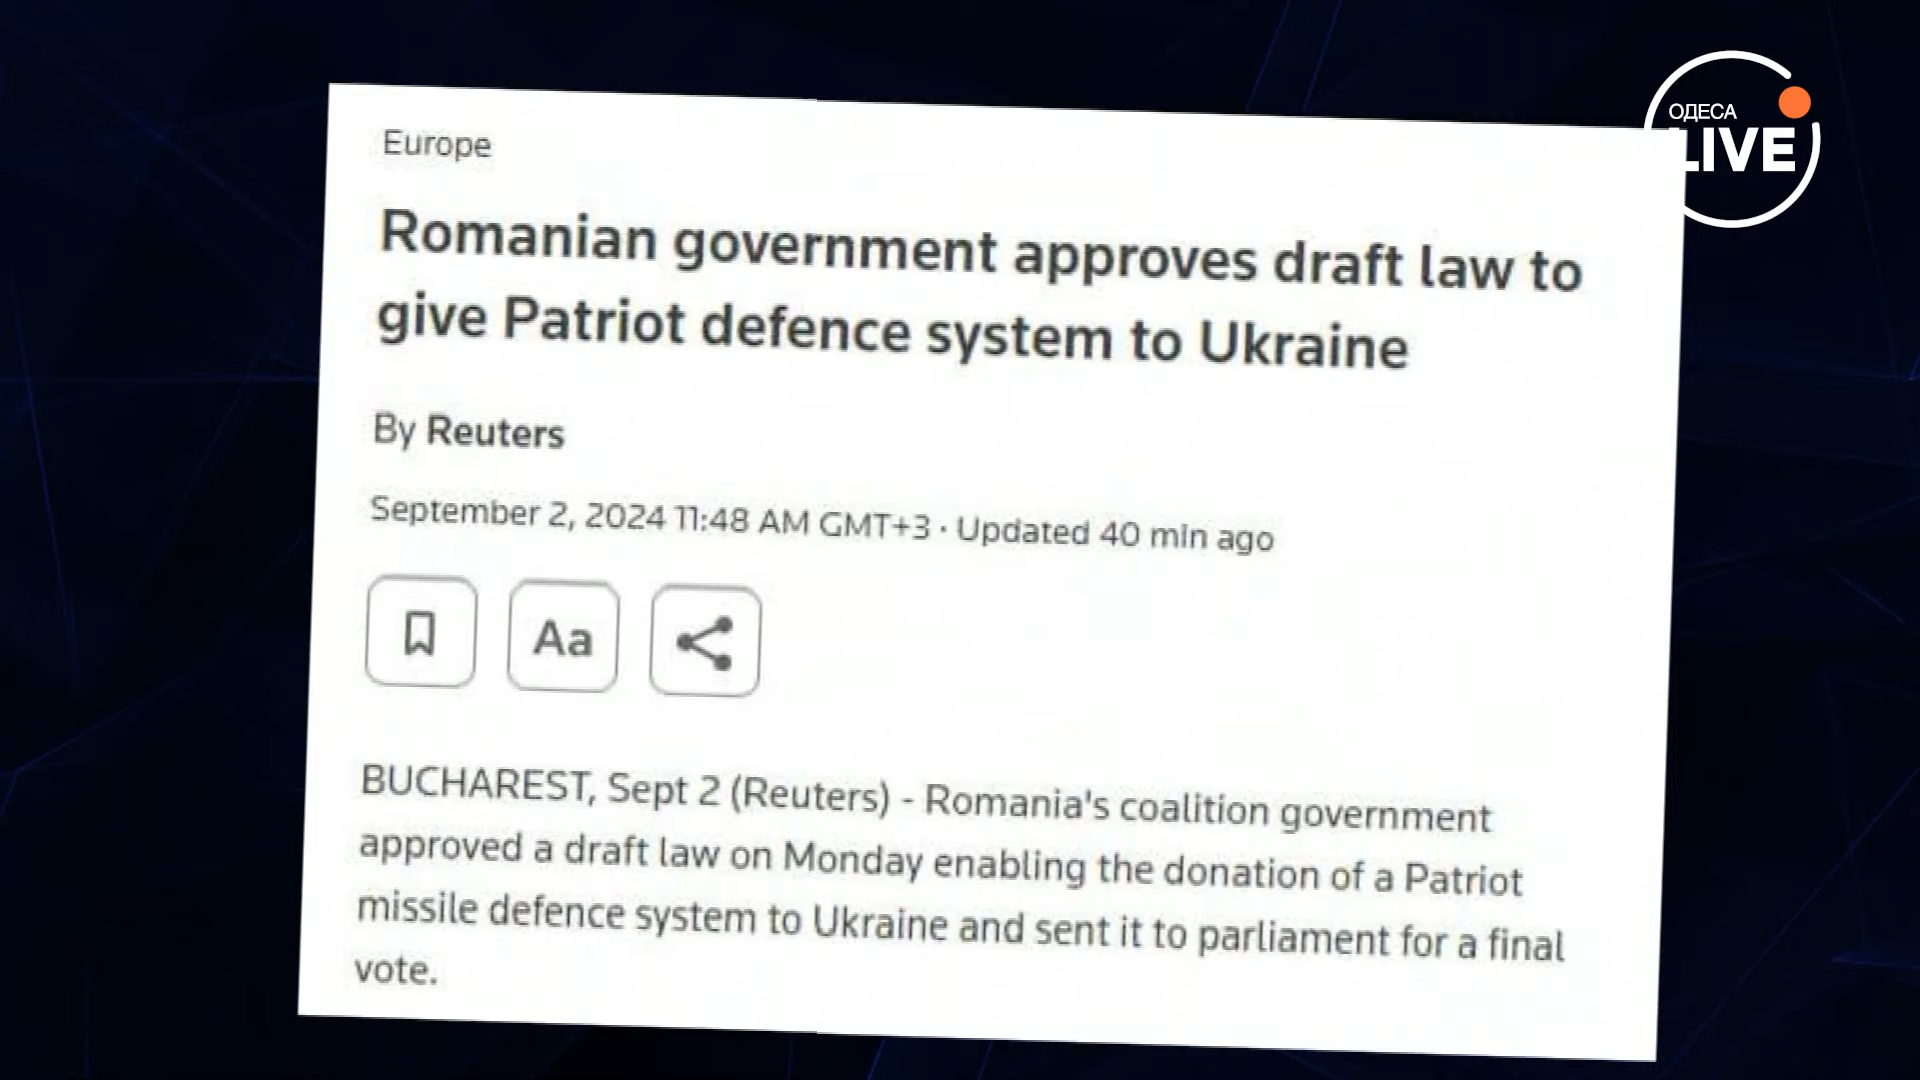 ОДЕСА
LIVE
Europe
Romanian government approves draft law to
give Patriot defence system to Ukraine
By Reuters
September 2, 2024 11:48 AM GMT+3 · Updated 40 min ago
Aa
BUCHAREST, Sept 2 (Reuters) - Romania's coalition government
approved a draft law on Monday enabling the donation of a Patriot
missile defence system to Ukraine and sent it to parliament for a final
vote.